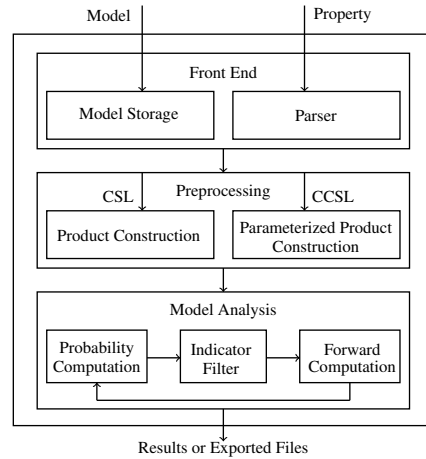 Model
Property
Front End
Model Storage
Parser
CSL
Preprocessing
CCSL
Product Construction
Parameterized Product
Construction
Model Analysis
Probability
Computation
Indicator
Filter
Forward
Computation
Results or Exported Files